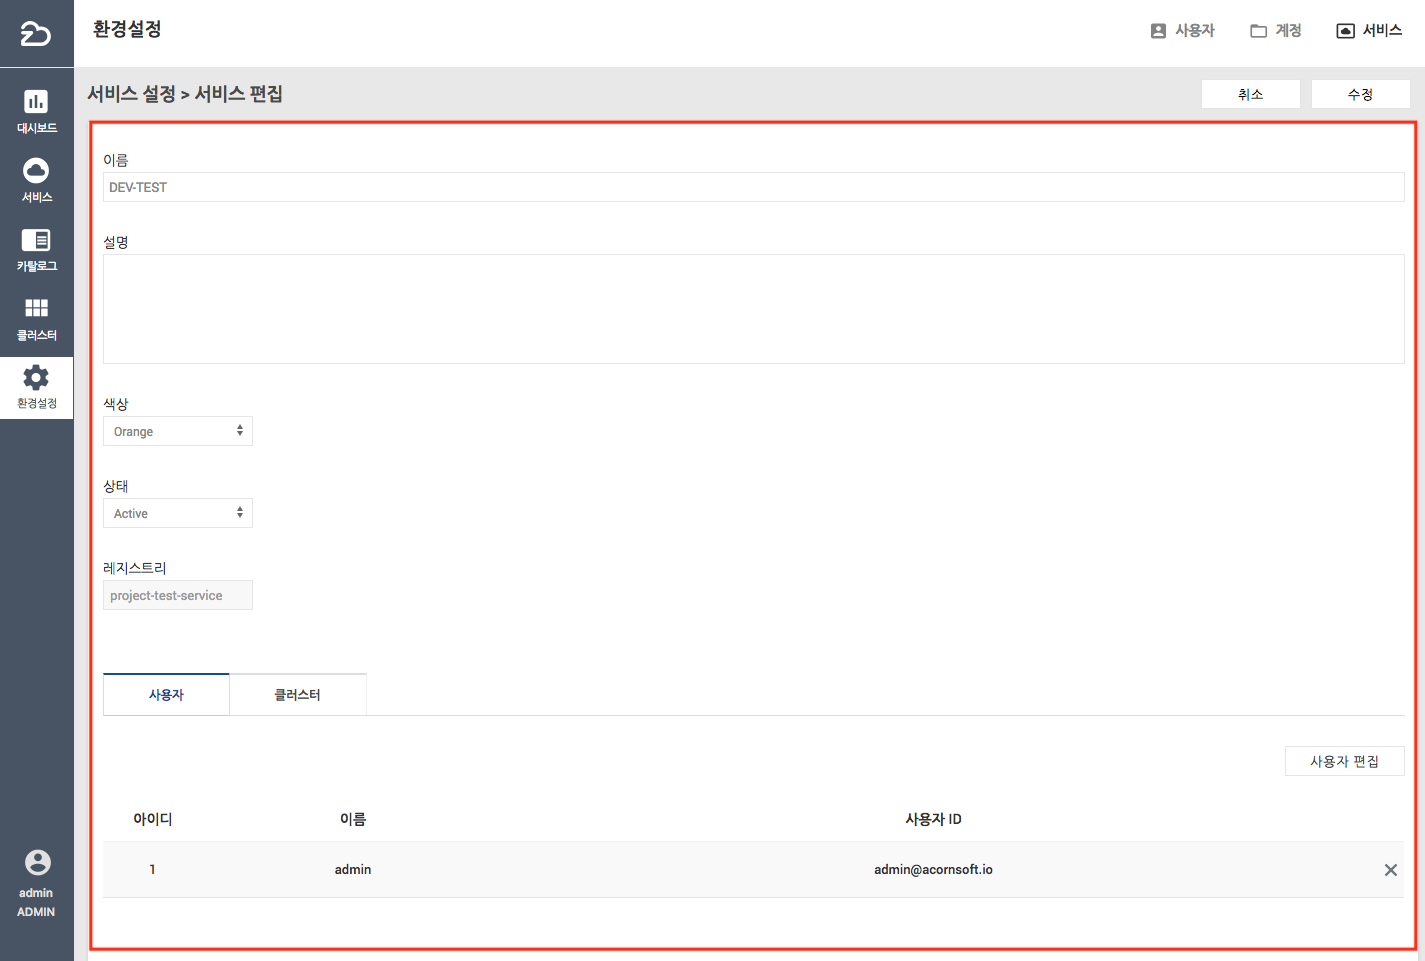 환경설정
사용자
계정
서비스
대시보드
서비스
카탈로그
클러스터
환경설정
admin
ADMIN
서비스 설정 > 서비스 편집
취소
수정
이름
DEV-TEST
설명
색상
Orange
상태
Active
레지스트리
project-test-service
사용자
클러스터
사용자 편집
아이디 이름 사용자 ID
1 admin admin@acornsoft.io